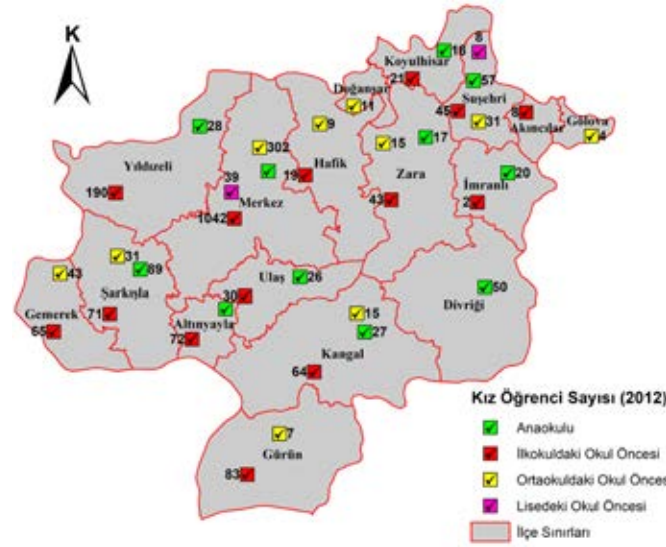 K
8
18
Koyulhisar
21
57
Doğanşar
11
Suşehri
45
31
8
Akıncılar
Gölova
4
28
9
302
15
17
Yıldızeli
Hafik
19
Zara
20
İmranlı
39
190
Merkez
43
2
1042
31
89
43
Ulaş
26
50
Şarkışla
30
Divriği
Gemerek
71
Altınyayla
15
72
27
Kangal
64
7
Gürün
83
Kız Öğrenci Sayısı (2012)
Anaokulu
İlkokuldaki Okul Öncesi
Ortaokuldaki Okul Öncesi
Lisedeki Okul Öncesi
İlçe Sınırları